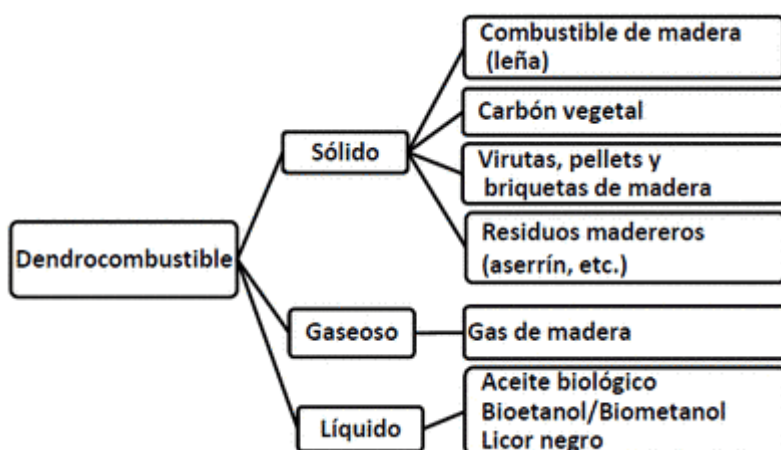 Combustible de madera
(leña)
Carbón vegetal
Sólido
Virutas, pellets y
briquetas de madera
Residuos madereros
(aserrín, etc.)
Dendrocombustible
Gaseoso
Gas de madera
Aceite biológico
Bioetanol/Biometanol
Líquido
Licor negro